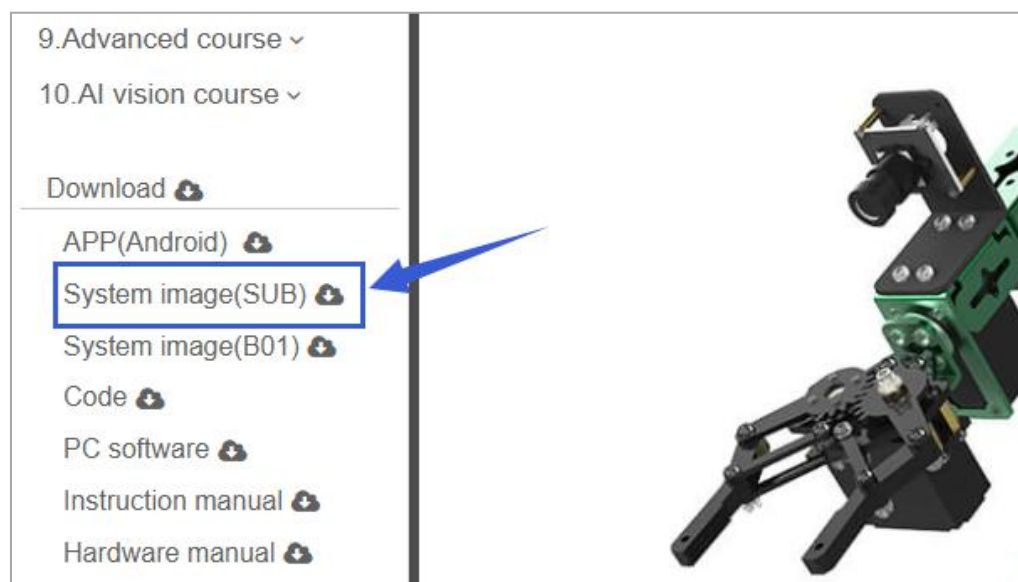 9.Advanced course
10.AI vision course
Download
APP(Android)
System image(SUB)
System image(B01)
Code
PC software
Instruction manual
Hardware manual